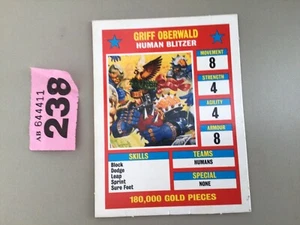 AB 644411
238
GRIFF OBERWALD
HUMAN BLITZER
MOVEMENT
8
STRENGTH
4
AGILITY
4
ARMOUR
8
SKILLS
Block
Dodge
Leap
Sprint
Sure Foot
TEAMS
HUMANS
SPECIAL
NONE
180,000 GOLD PIECES